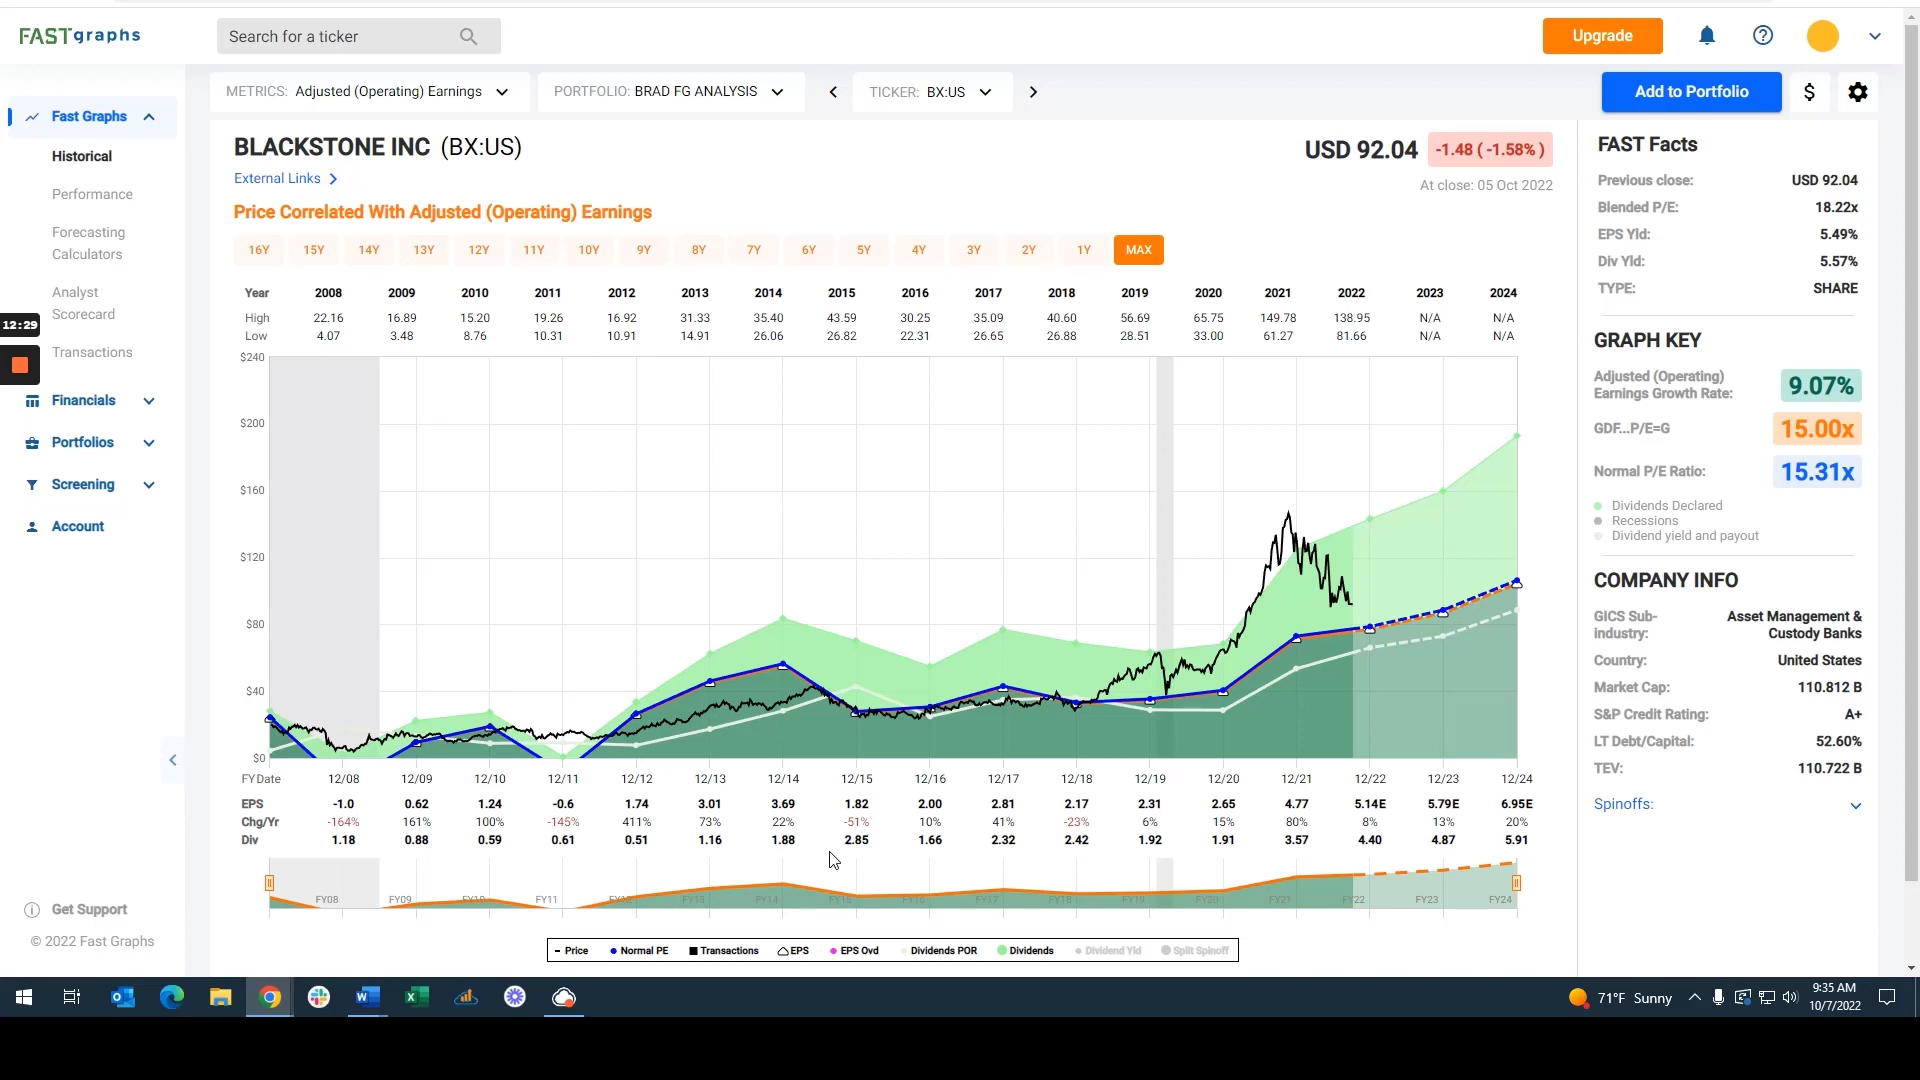 FASTgraphs
Search for a ticker
Upgrade
METRICS: Adjusted (Operating) Earnings
PORTFOLIO: BRAD FG ANALYSIS
TICKER: BX:US
Add to Portfolio
$
Fast Graphs
Historical
Performance
Forecasting
Calculators
Analyst
Scorecard
Transactions
Financials
Portfolios
Screening
Account
12:29
Get Support
© 2022 Fast Graphs
BLACKSTONE INC (BX:US)
External Links
USD 92.04 -1.48 ( -1.58% )
At close: 05 Oct 2022
Price Correlated With Adjusted (Operating) Earnings
16Y 15Y 14Y 13Y 12Y 11Y 10Y 9Y 8Y 7Y 6Y 5Y 4Y 3Y 2Y 1Y MAX
Year 2008 2009 2010 2011 2012 2013 2014 2015 2016 2017 2018 2019 2020 2021 2022 2023 2024
High 22.16 16.89 15.20 19.26 16.92 31.33 35.40 43.59 30.25 35.09 40.60 56.69 65.75 149.78 138.95 N/A N/A
Low 4.07 3.48 8.76 10.31 10.91 14.91 26.06 26.82 22.31 26.65 26.88 28.51 33.00 61.27 81.66 N/A N/A
$240
$200
$160
$120
$80
$40
$0
FYDate 12/08 12/09 12/10 12/11 12/12 12/13 12/14 12/15 12/16 12/17 12/18 12/19 12/20 12/21 12/22 12/23 12/24
EPS -1.0 0.62 1.24 -0.6 1.74 3.01 3.69 1.82 2.00 2.81 2.17 2.31 2.65 4.77 5.14E 5.79E 6.95E
Chg/Yr -164% 161% 100% -145% 411% 73% 22% -51% 10% 41% -23% 6% 15% 80% 8% 13% 20%
Div 1.18 0.88 0.59 0.61 0.51 1.16 1.88 2.85 1.66 2.32 2.42 1.92 1.91 3.57 4.40 4.87 5.91
FY08 FY09 FY10 FY11 FY12 FY13 FY14 FY15 FY16 FY17 FY18 FY19 FY20 FY21 FY22 FY23 FY24
Price Normal PE Transactions EPS EPS Ovd Dividends POR Dividends Dividend Yld Split Spinoff
FAST Facts
Previous close: USD 92.04
Blended P/E: 18.22x
EPS Yld: 5.49%
Div Yld: 5.57%
TYPE: SHARE
GRAPH KEY
Adjusted (Operating)
Earnings Growth Rate: 9.07%
GDF...P/E=G 15.00x
Normal P/E Ratio: 15.31x
Dividends Declared
Recessions
Dividend yield and payout
COMPANY INFO
GICS Sub-
industry: Asset Management &
Custody Banks
Country: United States
Market Cap: 110.812 B
S&P Credit Rating: A+
LT Debt/Capital: 52.60%
TEV: 110.722 B
Spinoffs:
71°F Sunny
9:35 AM
10/7/2022